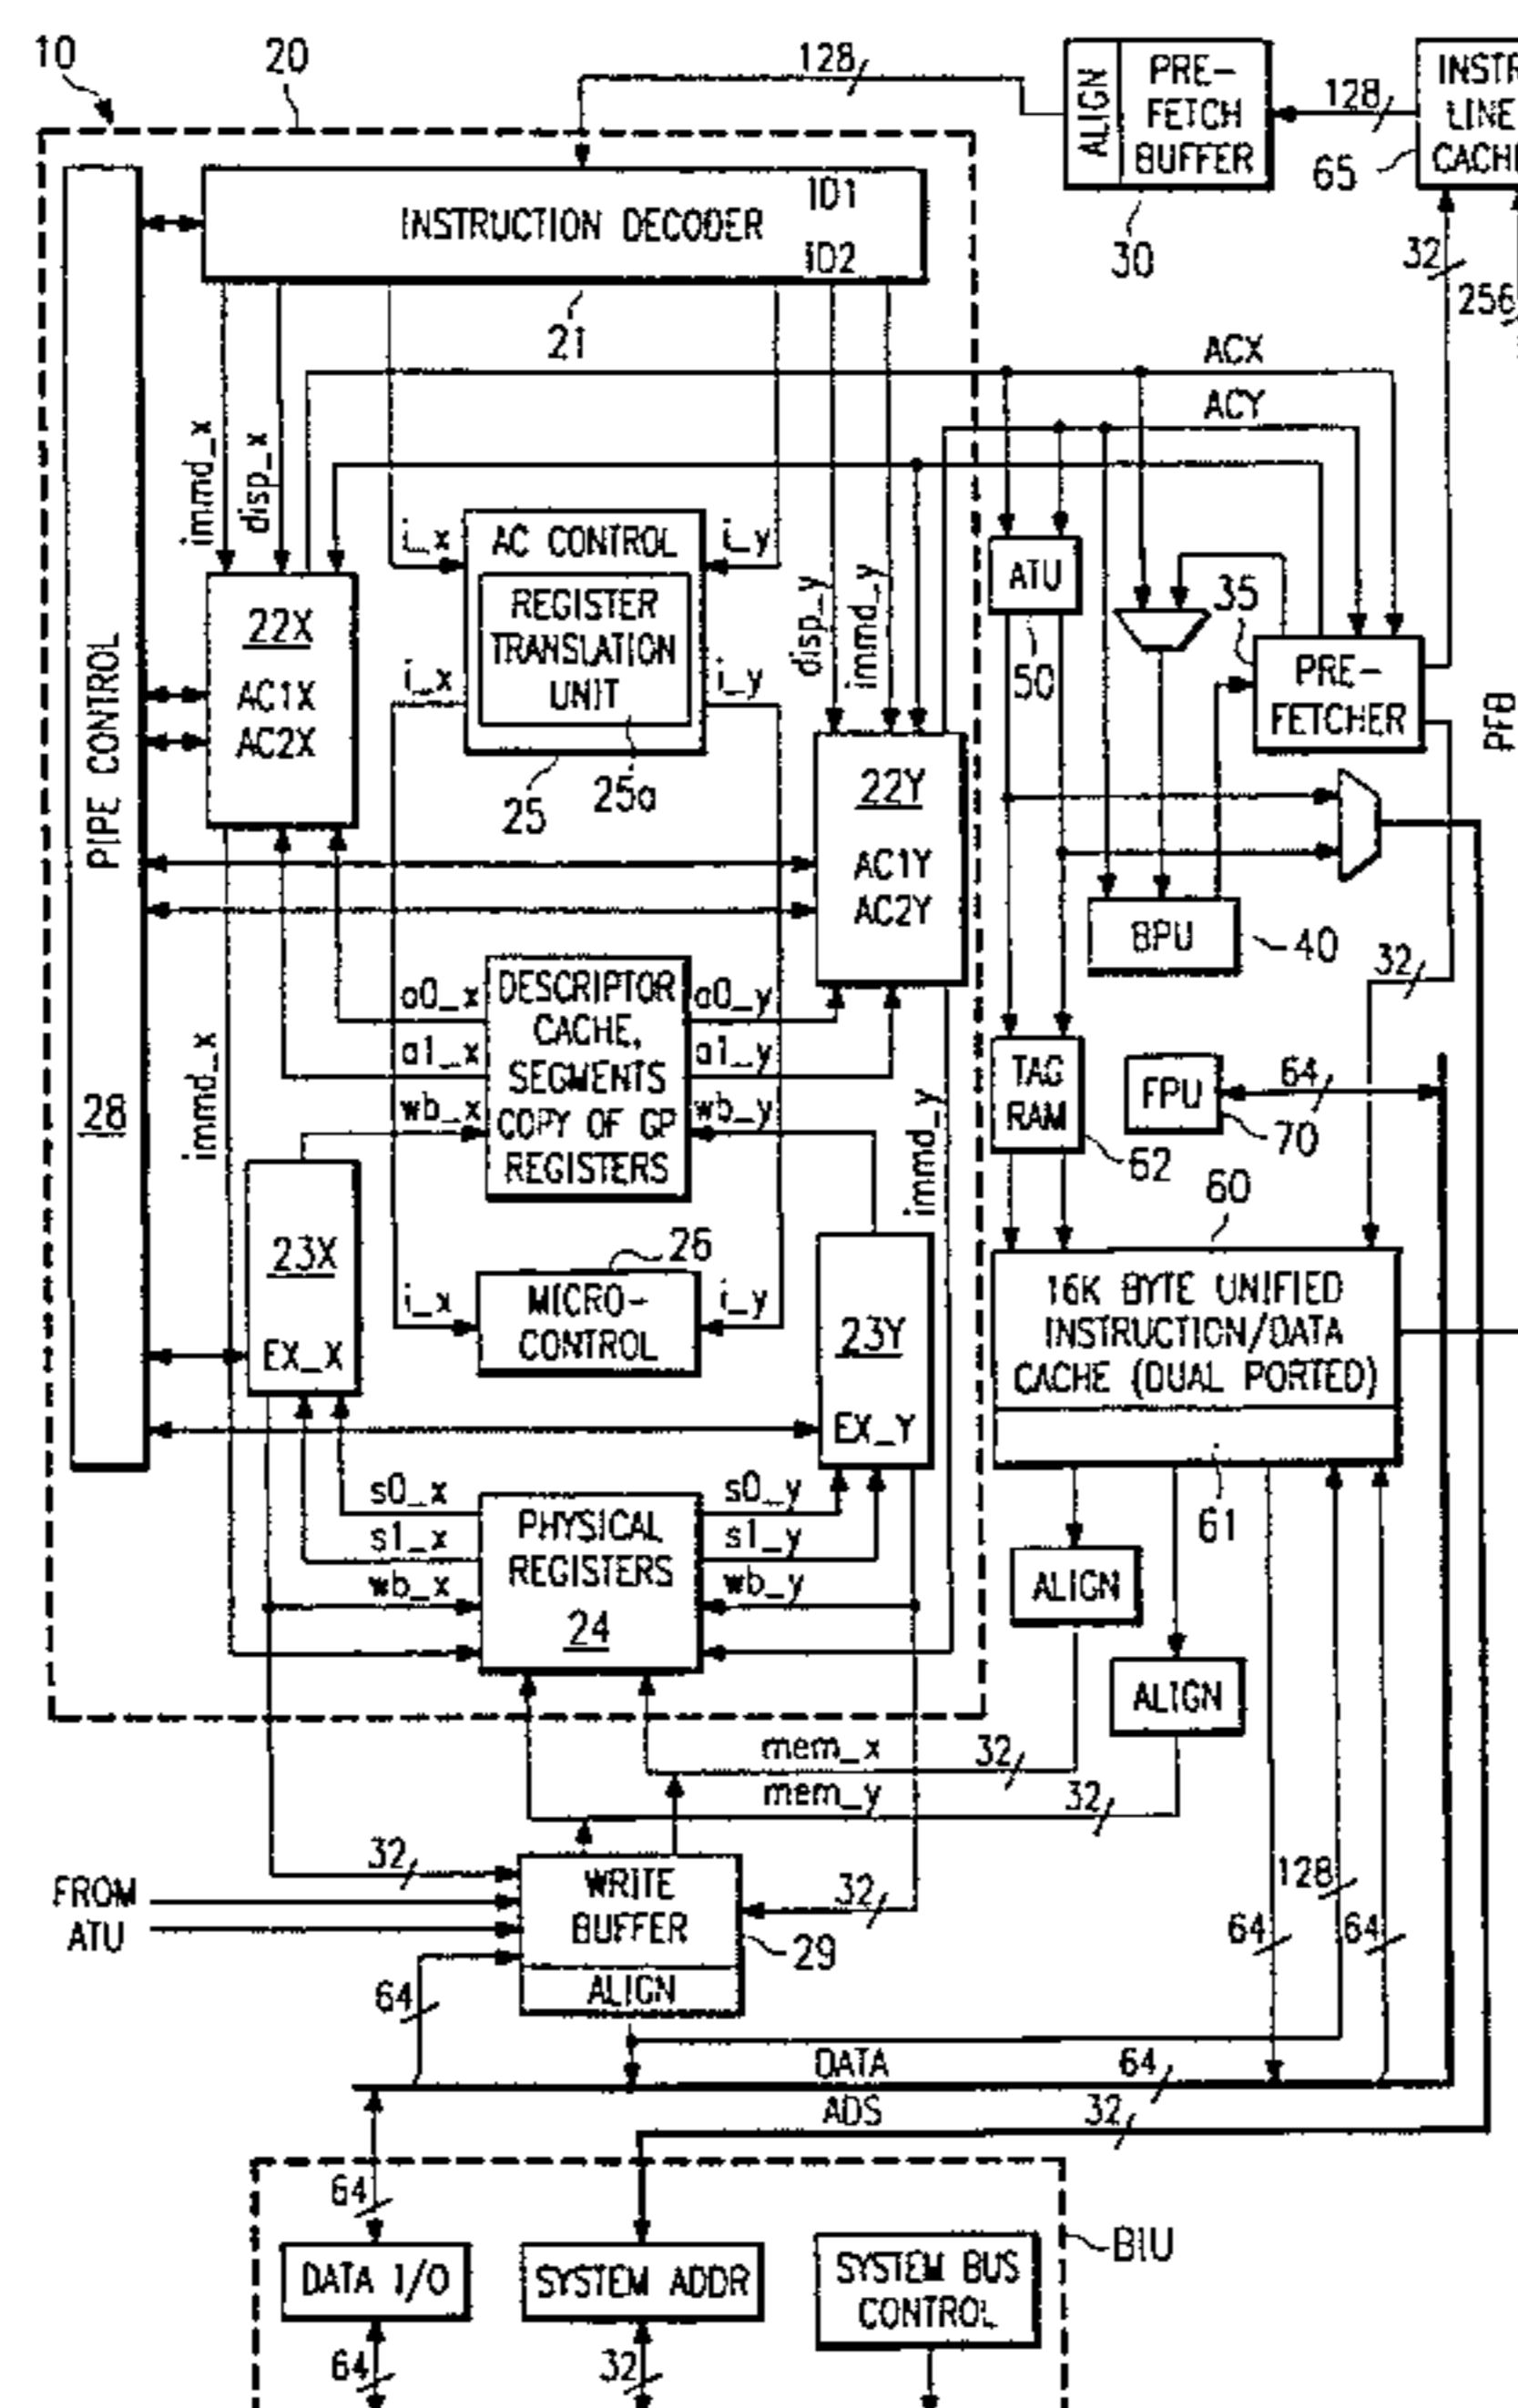 10
20
128
ALIGN
PRE-
FETCH
BUFFER
30
128
INSTR
LINE
CACHE
65
32
256
INSTRUCTION DECODER
ID1
ID2
21
ACX
ACY
immd_x
disp_x
i_x
AC CONTROL
i_y
REGISTER
TRANSLATION
UNIT
i_x
i_y
25
25a
disp_y
immd_y
PIPE CONTROL
28
22X
AC1X
AC2X
22Y
AC1Y
AC2Y
ATU
50
35
PRE-
FETCHER
PFB
BPU
40
32
immd_x
a0_x
a1_x
wb_x
DESCRIPTOR
CACHE,
SEGMENTS
COPY OF GP
REGISTERS
a0_y
a1_y
wb_y
immd_y
TAG
RAM
62
FPU
64
70
60
23X
EX_X
26
i_x
MICRO-
CONTROL
i_y
23Y
EX_Y
16K BYTE UNIFIED
INSTRUCTION/DATA
CACHE (DUAL PORTED)
61
s0_x
s1_x
wb_x
PHYSICAL
REGISTERS
24
s0_y
s1_y
wb_y
ALIGN
ALIGN
mem_x
32
mem_y
32
32
FROM
ATU
WRITE
BUFFER
ALIGN
32
29
64
128
64
64
DATA
64
ADS
32
64
BIU
DATA I/O
SYSTEM ADDR
SYSTEM BUS
CONTROL
64
32